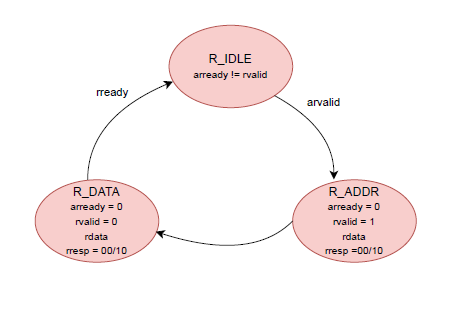 R_IDLE
arready != rvalid
rready
arvalid
R_DATA
arready = 0
rvalid = 0
rdata
rresp = 00/10
R_ADDR
arready = 0
rvalid = 1
rdata
rresp =00/10